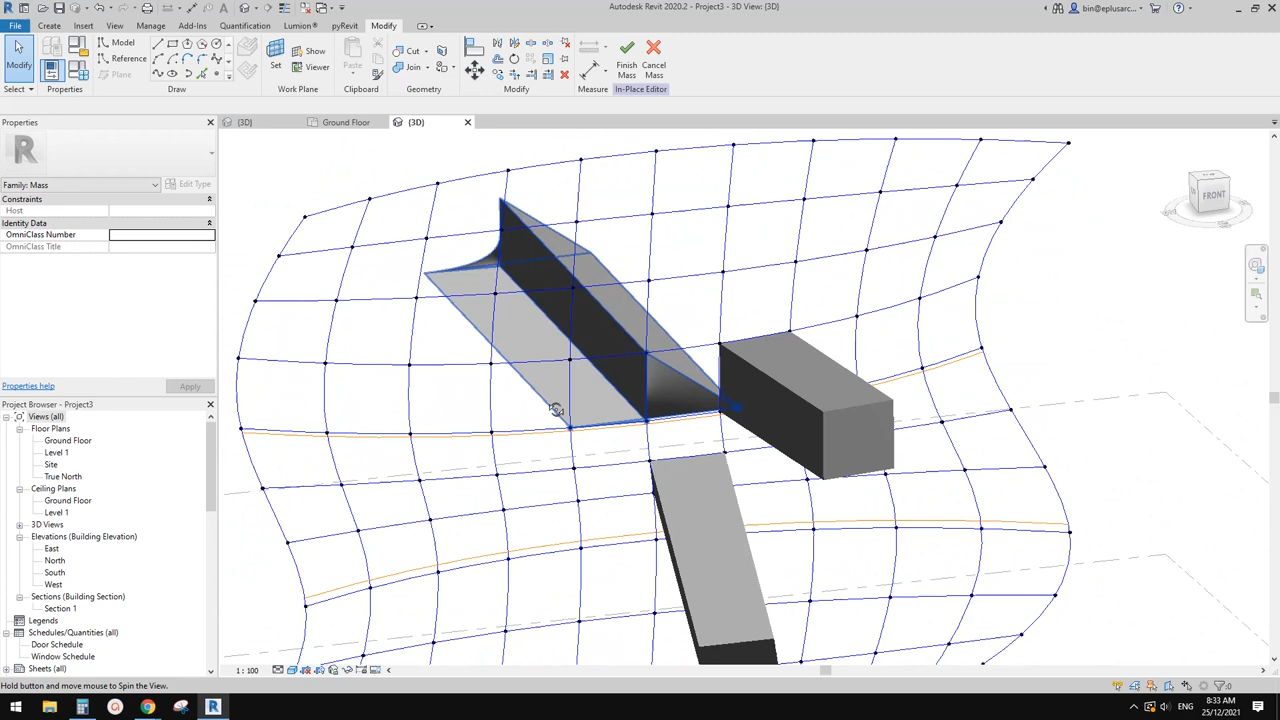 Autodesk Revit 2020.2 - Project3 - 3D View: {3D}
bin@eplusarc...
File Create Insert View Manage Add-Ins Quantification Lumion® pyRevit Modify
Model
Reference
Plane
Modify
Show
Viewer
Set
Paste
Cut
Join
Finish Mass
Cancel Mass
Select Properties Draw Work Plane Clipboard Geometry Modify Measure In-Place Editor
Properties
{3D} Ground Floor {3D}
R
Family: Mass
Edit Type
Constraints
Host
Identity Data
OmniClass Number
OmniClass Title
FRONT
Properties help
Apply
Project Browser - Project3
Views (all)
Floor Plans
Ground Floor
Level 1
Site
True North
Ceiling Plans
Ground Floor
Level 1
3D Views
Elevations (Building Elevation)
East
North
South
West
Sections (Building Section)
Section 1
Legends
Schedules/Quantities (all)
Door Schedule
Window Schedule
Sheets (all)
1 : 100
Hold button and move mouse to Spin the View.
:0
ENG
8:33 AM
25/12/2021